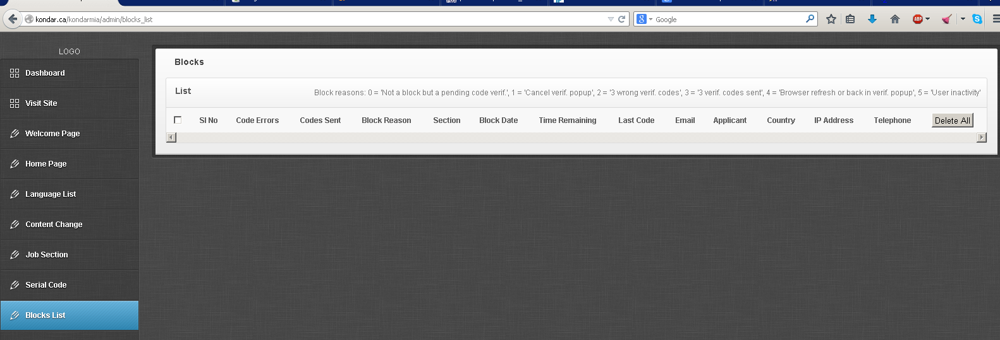 kondar.ca/kondarmia/admin/blocks_list
Google
ABP
LOGO
Dashboard
Visit Site
Welcome Page
Home Page
Language List
Content Change
Job Section
Serial Code
Blocks List
Blocks
List
Block reasons: 0 = 'Not a block but a pending code verif.', 1 = 'Cancel verif. popup', 2 = '3 wrong verif. codes', 3 = '3 verif. codes sent', 4 = 'Browser refresh or back in verif. popup', 5 = 'User inactivity'
Sl No Code Errors Codes Sent Block Reason Section Block Date Time Remaining Last Code Email Applicant Country IP Address Telephone Delete All